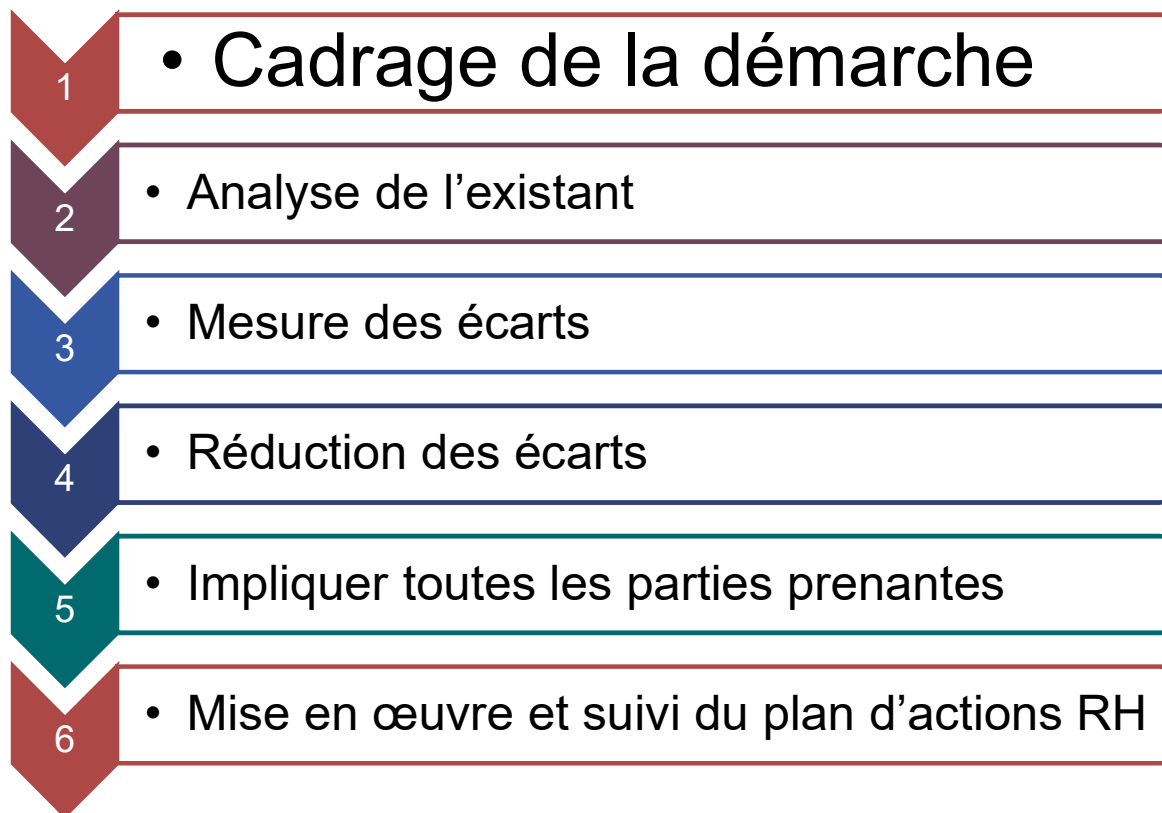 1
• Cadrage de la démarche
2
• Analyse de l’existant
3
• Mesure des écarts
4
• Réduction des écarts
5
• Impliquer toutes les parties prenantes
6
• Mise en œuvre et suivi du plan d’actions RH